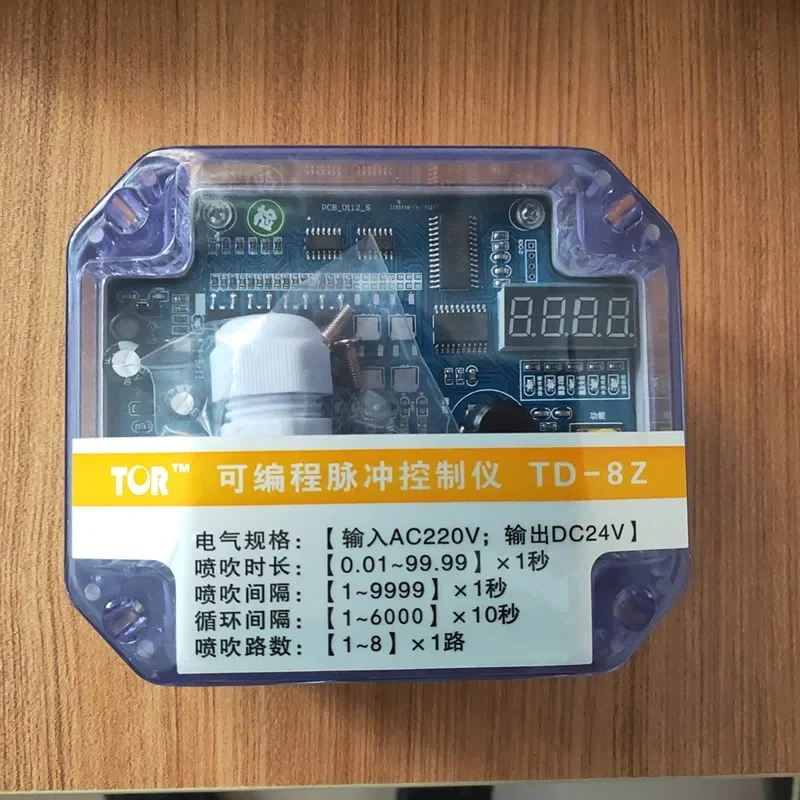 检
PCB_0112_S
功能
TOR™ 可编程脉冲控制仪 TD-8Z
电气规格:【输入AC220V; 输出DC24V】
喷吹时长:【0.01~99.99】×1秒
喷吹间隔:【1~9999】×1秒
循环间隔:【1~6000】×10秒
喷吹路数:【1~8】×1路